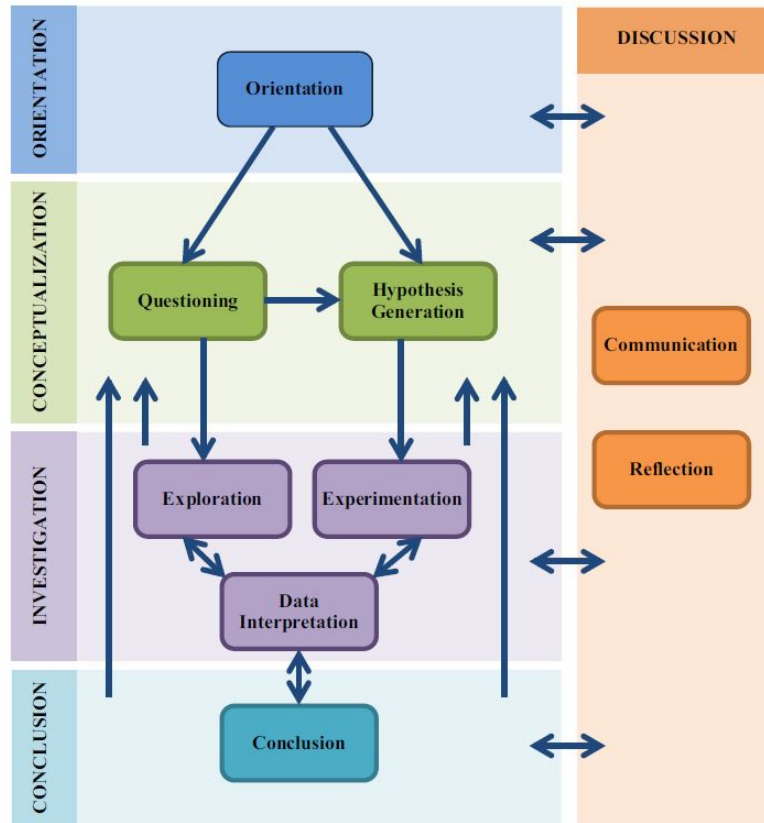 ORIENTATION
Orientation
CONCEPTUALIZATION
Questioning
Hypothesis
Generation
INVESTIGATION
Exploration
Experimentation
Data
Interpretation
CONCLUSION
Conclusion
DISCUSSION
Communication
Reflection